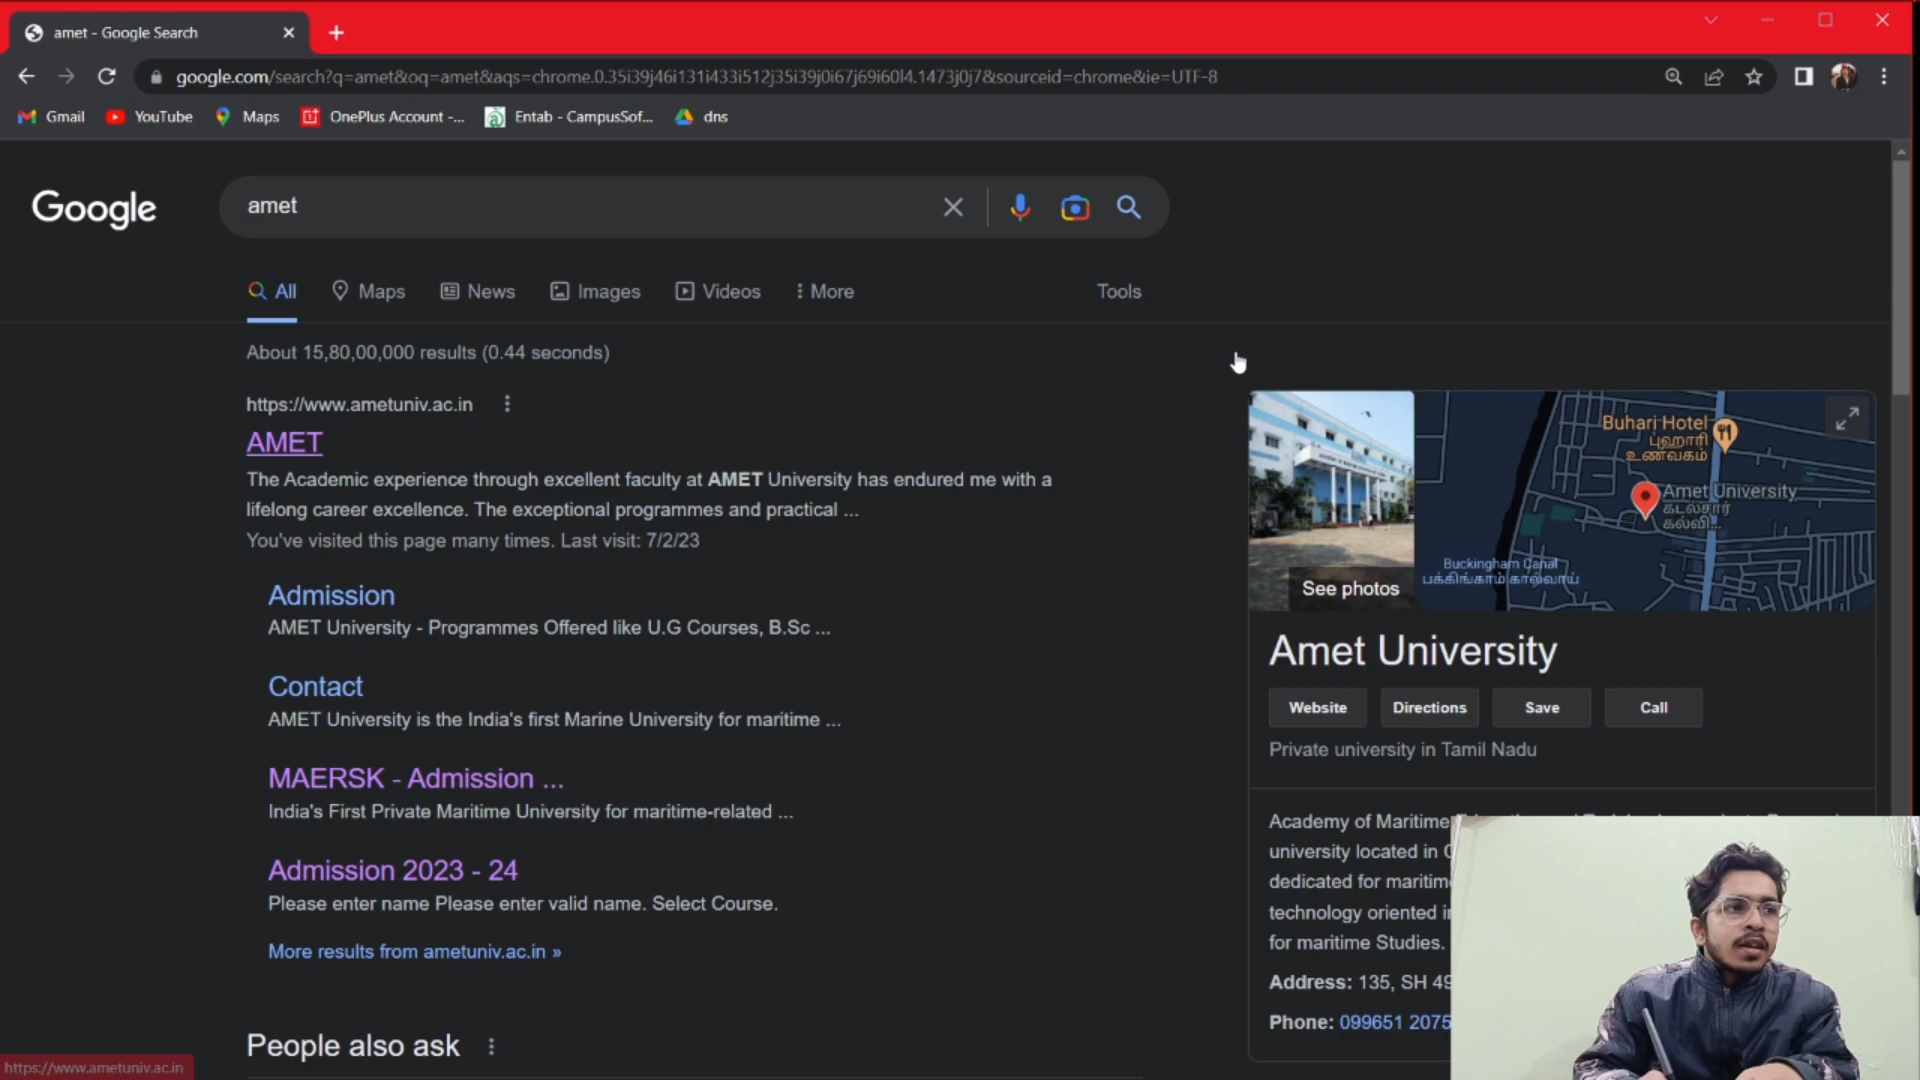 amet - Google Search
google.com/search?q=amet&oq=amet&aqs=chrome.0.35i39j46i131i433i512j35i39j0i67j69i60l4.1473j0j7&sourceid=chrome&ie=UTF-8
Gmail YouTube Maps OnePlus Account -... Entab - CampusSof... dns
Google
amet
All Maps News Images Videos More Tools
About 15,80,00,000 results (0.44 seconds)
https://www.ametuniv.ac.in
AMET
The Academic experience through excellent faculty at AMET University has endured me with a
lifelong career excellence. The exceptional programmes and practical ...
You've visited this page many times. Last visit: 7/2/23
Admission
AMET University - Programmes Offered like U.G Courses, B.Sc ...
Contact
AMET University is the India's first Marine University for maritime ...
MAERSK - Admission ...
India's First Private Maritime University for maritime-related ...
Admission 2023 - 24
Please enter name Please enter valid name. Select Course.
More results from ametuniv.ac.in »
People also ask
https://www.ametuniv.ac.in
See photos
Buhari Hotel
புஹாரி
உணவகம்
Amet University
கடல்சார்
கல்வி...
Buckingham Canal
பக்கிங்காம் கால்வாய்
Amet University
Website Directions Save Call
Private university in Tamil Nadu
Academy of Maritime
university located in
dedicated for maritim
technology oriented i
for maritime Studies.
Address: 135, SH 49
Phone: 099651 2075